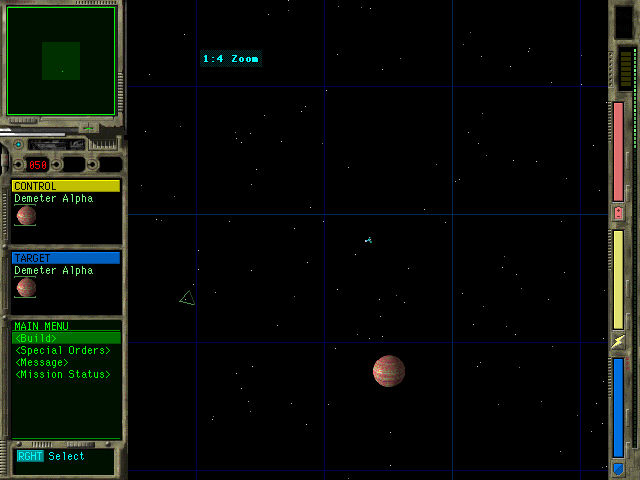 1:4 Zoom
050
CONTROL
Demeter Alpha
TARGET
Demeter Alpha
MAIN MENU
<Build>
<Special Orders>
<Message>
<Mission Status>
RGHT Select